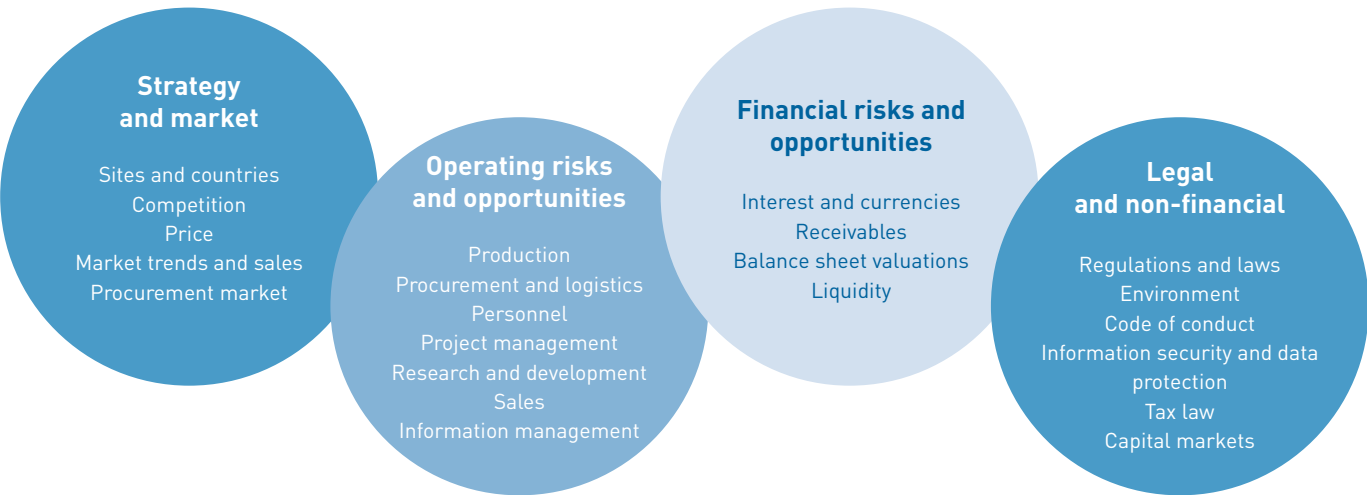 Strategy
and market
Sites and countries
Competition
Price
Market trends and sales
Procurement market
Operating risks
and opportunities
Production
Procurement and logistics
Personnel
Project management
Research and development
Sales
Information management
Financial risks and
opportunities
Interest and currencies
Receivables
Balance sheet valuations
Liquidity
Legal
and non-financial
Regulations and laws
Environment
Code of conduct
Information security and data
protection
Tax law
Capital markets